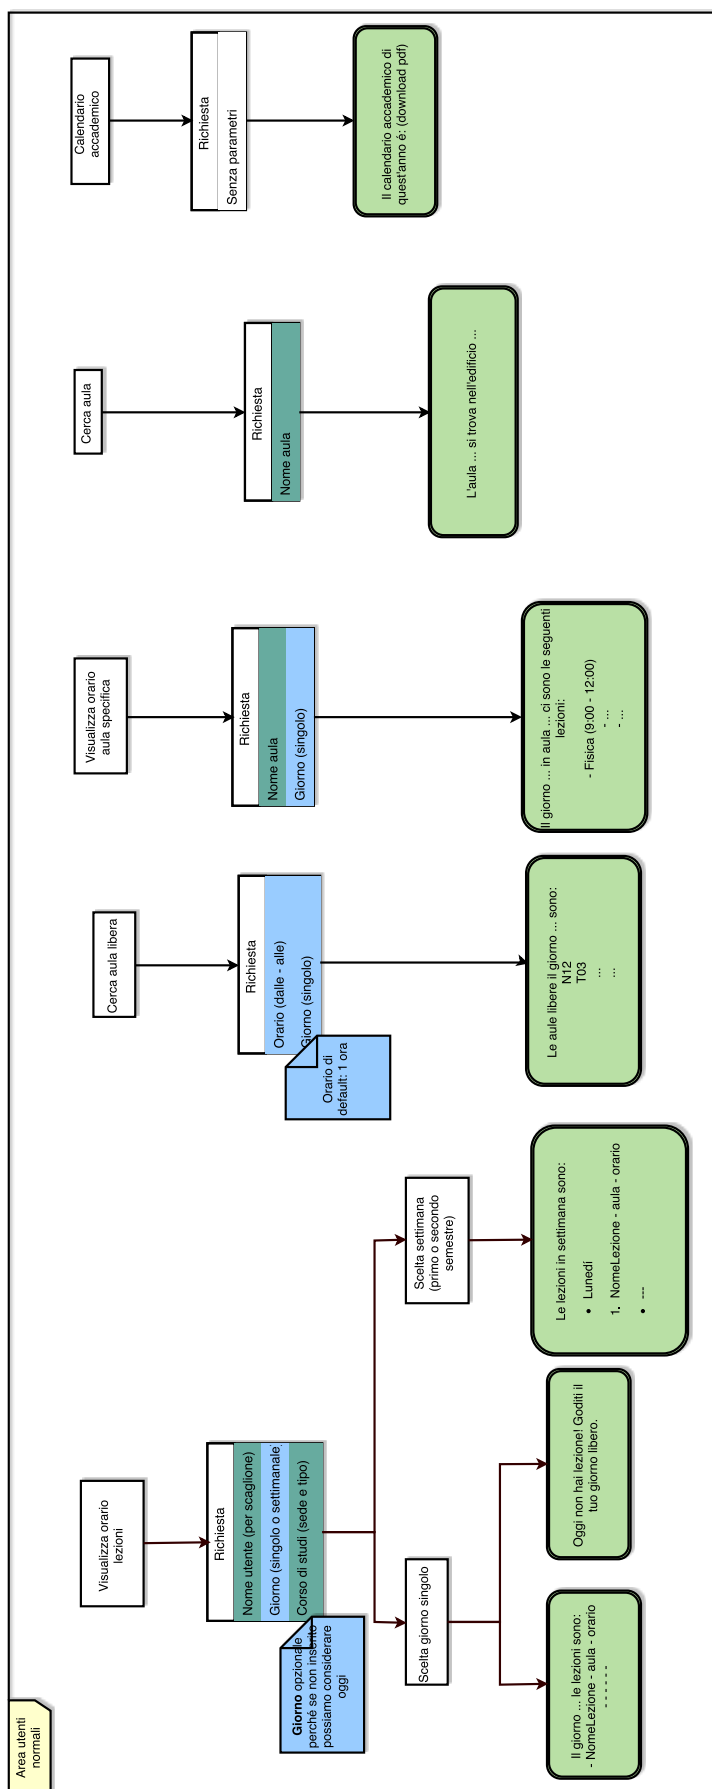 Area utenti
normali
Visualizza orario
lezioni
Richiesta
Nome utente (per scaglione)
Giorno (singolo o settimanale)
Corso di studi (sede e tipo)
Giorno opzionale
perché se non inserito
possiamo considerare
oggi
Scelta giorno singolo
Il giorno ... le lezioni sono:
- NomeLezione - aula - orario
- - - - - -
Oggi non hai lezione! Goditi il
tuo giorno libero.
Scelta settimana
(primo o secondo
semestre)
Le lezioni in settimana sono:
• Lunedí
1. NomeLezione - aula - orario
• ---
Cerca aula libera
Richiesta
Orario (dalle - alle)
Giorno (singolo)
Orario di
default: 1 ora
Le aule libere il giorno ... sono:
N12
T03
...
...
Visualizza orario
aula specifica
Richiesta
Nome aula
Giorno (singolo)
Il giorno ... in aula ... ci sono le seguenti
lezioni:
- Fisica (9:00 - 12:00)
- ...
- ...
Cerca aula
Richiesta
Nome aula
L'aula ... si trova nell'edificio ...
Calendario
accademico
Richiesta
Senza parametri
Il calendario accademico di
quest'anno é: (download pdf)